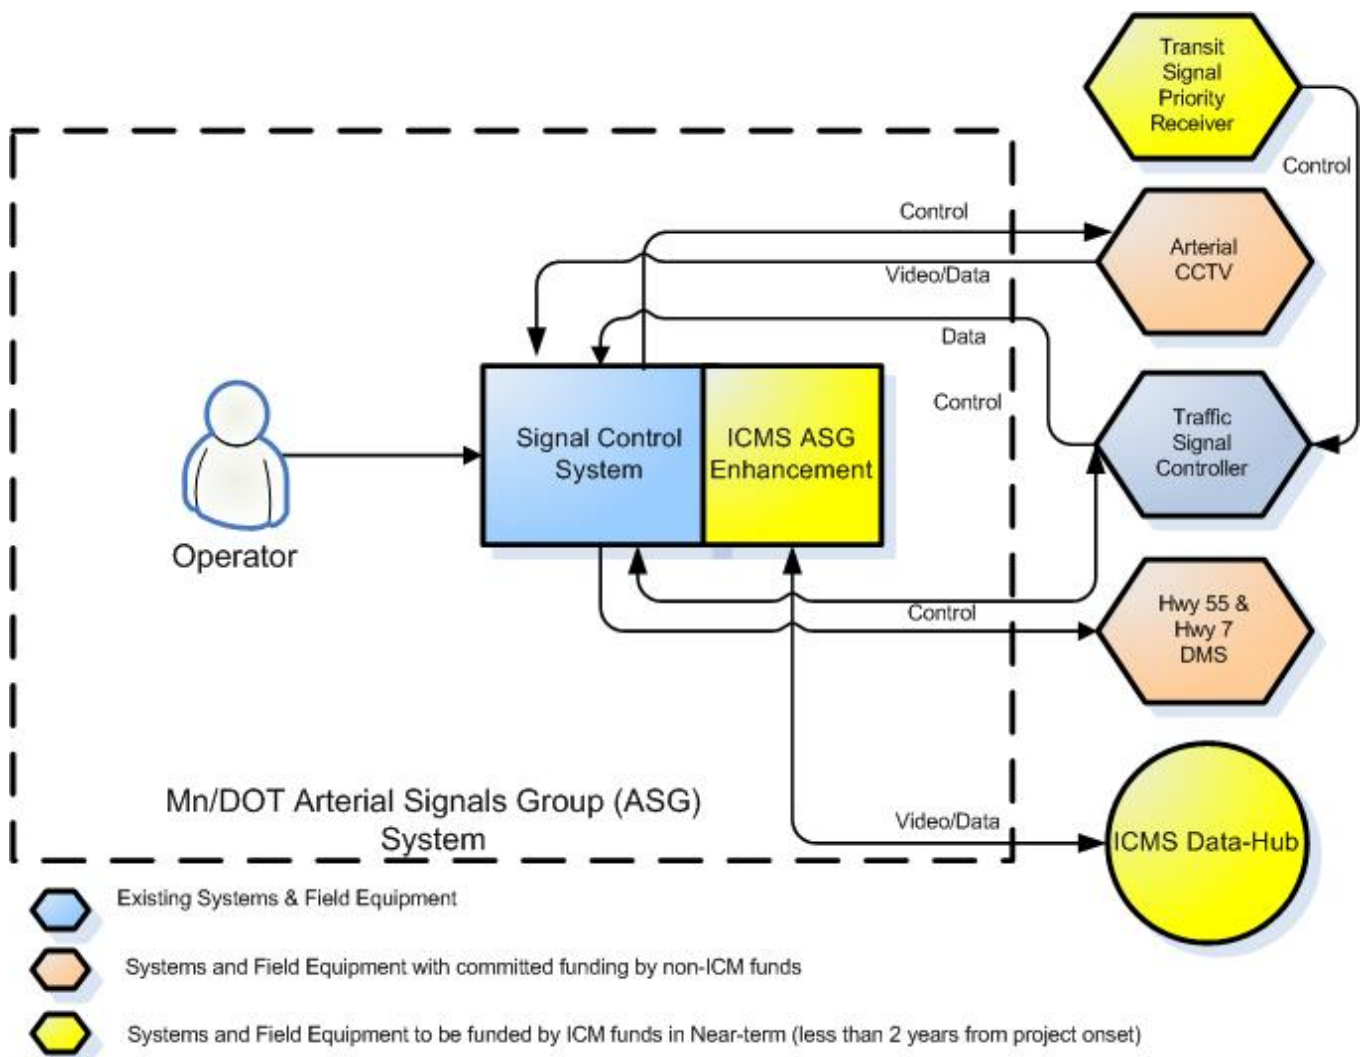 Transit
Signal
Priority
Receiver
Control
Control
Arterial
CCTV
Video/Data
Data
Control
Traffic
Signal
Controller
Signal Control
System
ICMS ASG
Enhancement
Operator
Control
Hwy 55 &
Hwy 7
DMS
Mn/DOT Arterial Signals Group (ASG)
System
Video/Data
ICMS Data-Hub
Existing Systems & Field Equipment
Systems and Field Equipment with committed funding by non-ICM funds
Systems and Field Equipment to be funded by ICM funds in Near-term (less than 2 years from project onset)